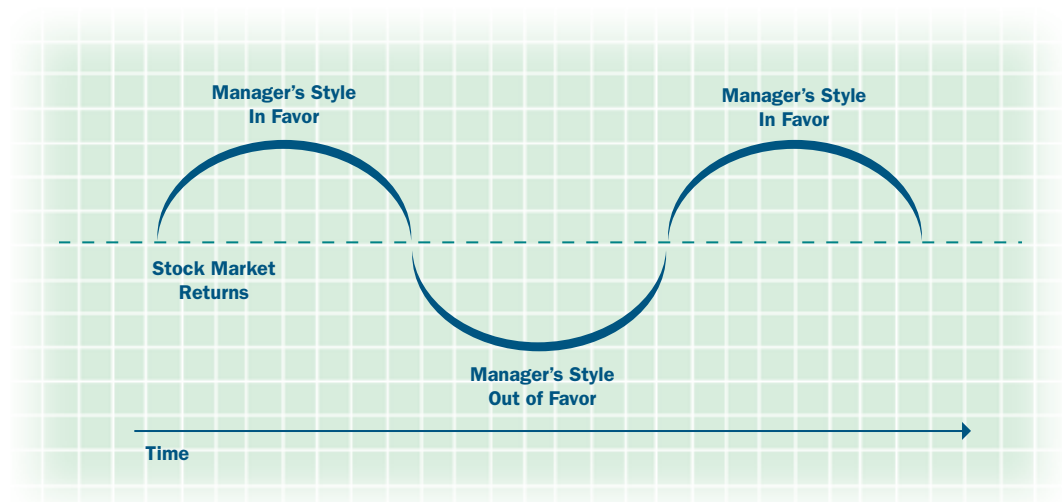 Manager’s Style
In Favor
Manager’s Style
In Favor
Stock Market
Returns
Manager’s Style
Out of Favor
Time